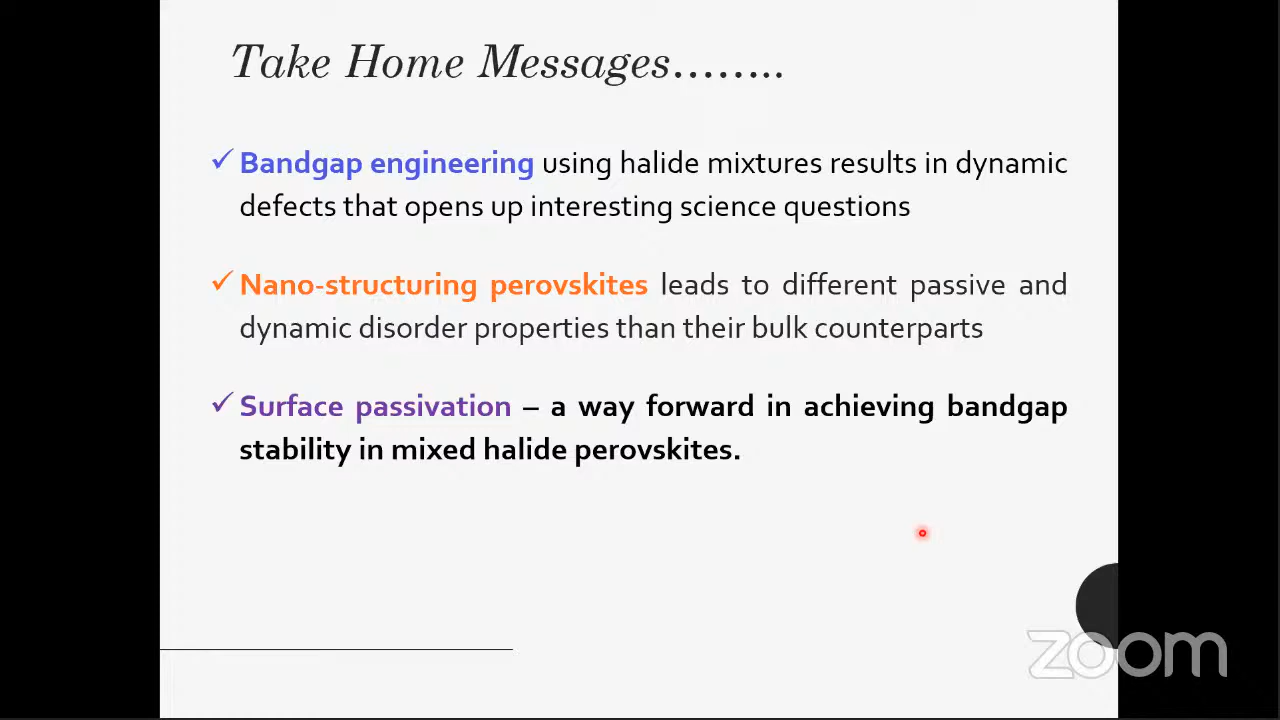 Take Home Messages........
✓ Bandgap engineering using halide mixtures results in dynamic
defects that opens up interesting science questions
✓ Nano-structuring perovskites leads to different passive and
dynamic disorder properties than their bulk counterparts
✓ Surface passivation – a way forward in achieving bandgap
stability in mixed halide perovskites.
zoom